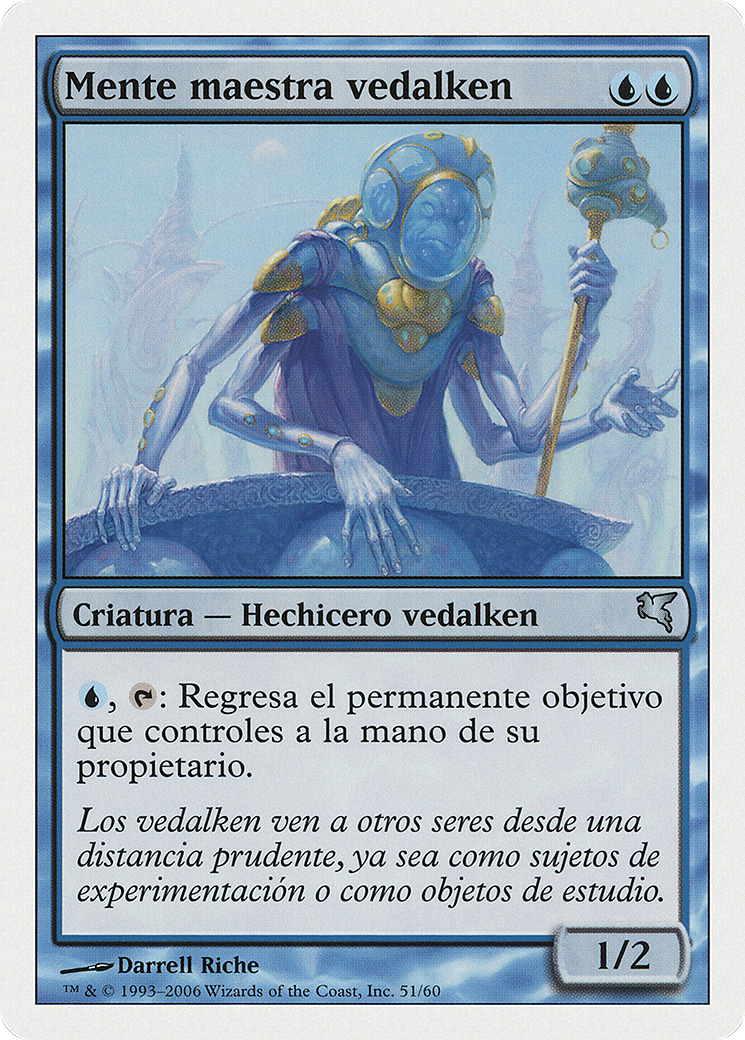 Mente maestra vedalken
Criatura — Hechicero vedalken
, : Regresa el permanente objetivo
que controles a la mano de su
propietario.
Los vedalken ven a otros seres desde una
distancia prudente, ya sea como sujetos de
experimentación o como objetos de estudio.
1/2
Darrell Riche
™ & © 1993–2006 Wizards of the Coast, Inc. 51/60